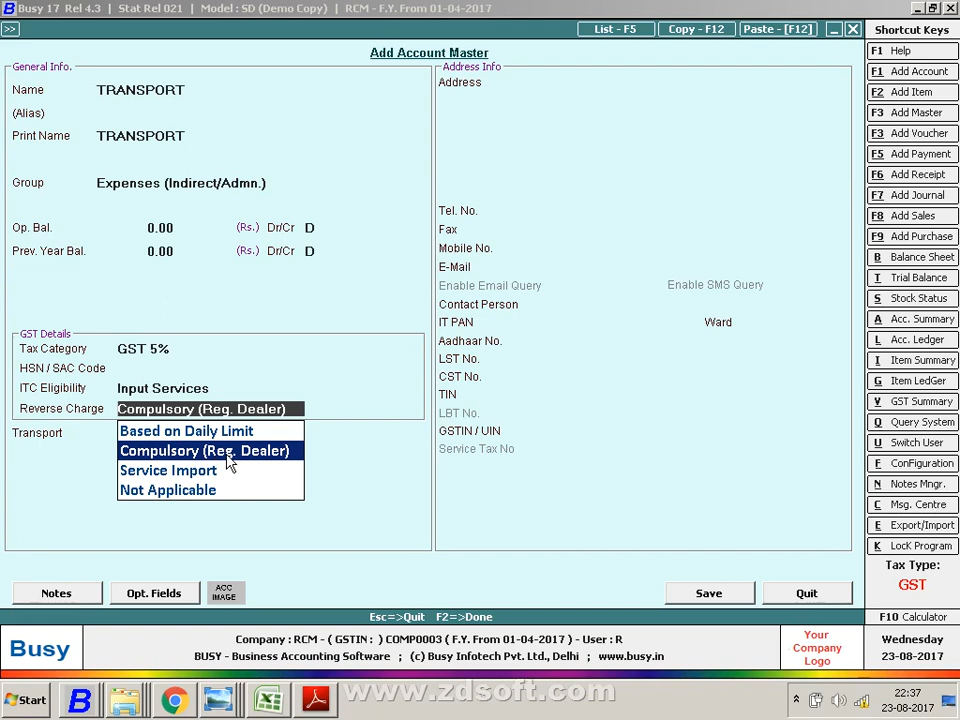 Busy 17 Rel 4.3 | Stat Rel 021 | Model : SD (Demo Copy) | RCM - F.Y. From 01-04-2017
>>
List - F5
Copy - F12
Paste - [F12]
Add Account Master
General Info.
Name TRANSPORT
(Alias)
Print Name TRANSPORT
Group Expenses (Indirect/Admn.)
Op. Bal. 0.00 (Rs.) Dr/Cr D
Prev. Year Bal. 0.00 (Rs.) Dr/Cr D
GST Details
Tax Category GST 5%
HSN / SAC Code
ITC Eligibility Input Services
Reverse Charge Compulsory (Reg. Dealer)
Transport
Based on Daily Limit
Compulsory (Reg. Dealer)
Service Import
Not Applicable
Address Info
Address
Tel. No.
Fax
Mobile No.
E-Mail
Enable Email Query Enable SMS Query
Contact Person
IT PAN Ward
Aadhaar No.
LST No.
CST No.
TIN
LBT No.
GSTIN / UIN
Service Tax No
Notes
Opt. Fields
ACC
IMAGE
Save
Quit
Esc=>Quit F2=>Done
Shortcut Keys
F1 Help
F1 Add Account
F2 Add Item
F3 Add Master
F3 Add Voucher
F5 Add Payment
F6 Add Receipt
F7 Add Journal
F8 Add Sales
F9 Add Purchase
B Balance Sheet
T Trial Balance
S Stock Status
A Acc. Summary
L Acc. Ledger
I Item Summary
G Item LedGer
V GST Summary
Q Query System
U Switch User
F ConFiguration
N Notes Mngr.
C Msg. Centre
E Export/Import
K LocK Program
Tax Type:
GST
F10 Calculator
Busy
Company : RCM - ( GSTIN : ) COMP0003 ( F.Y. From 01-04-2017 ) - User : R
BUSY - Business Accounting Software ; (c) Busy Infotech Pvt. Ltd., Delhi ; www.busy.in
Your
Company
Logo
Wednesday
23-08-2017
Start
www.zdsoft.com
22:37
23-08-2017